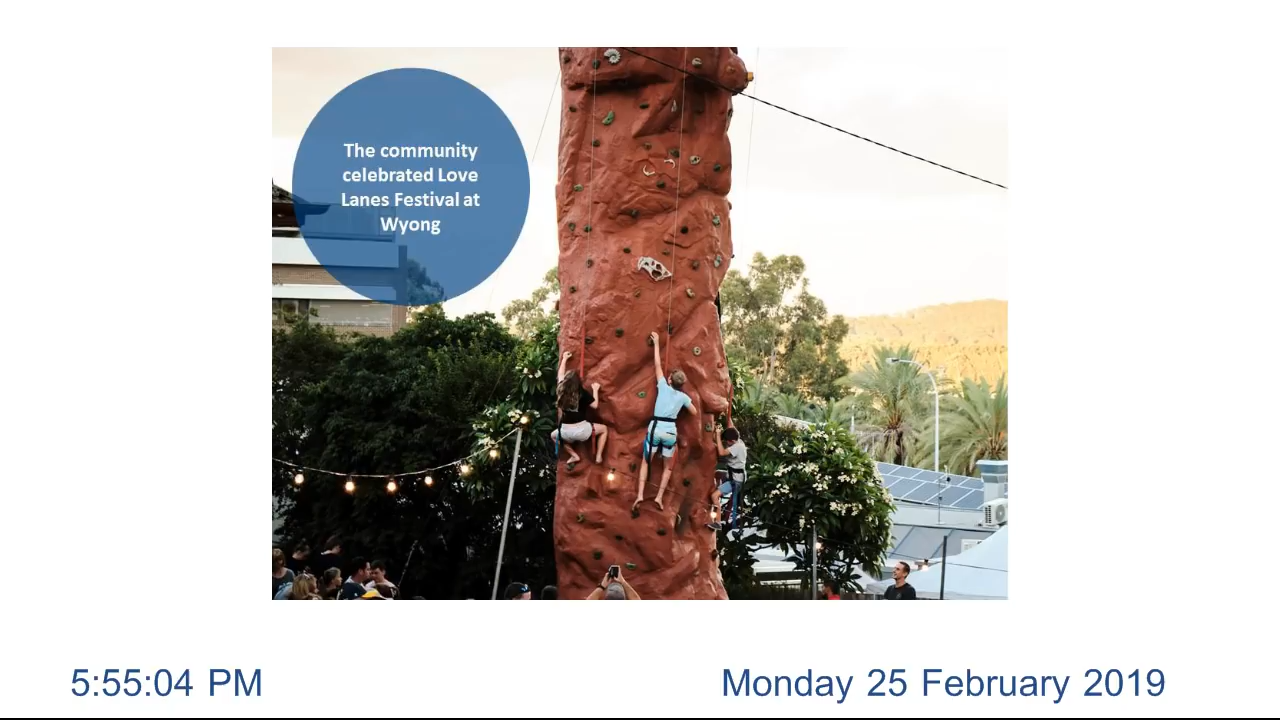 The community
celebrated Love
Lanes Festival at
Wyong
5:55:04 PM
Monday 25 February 2019